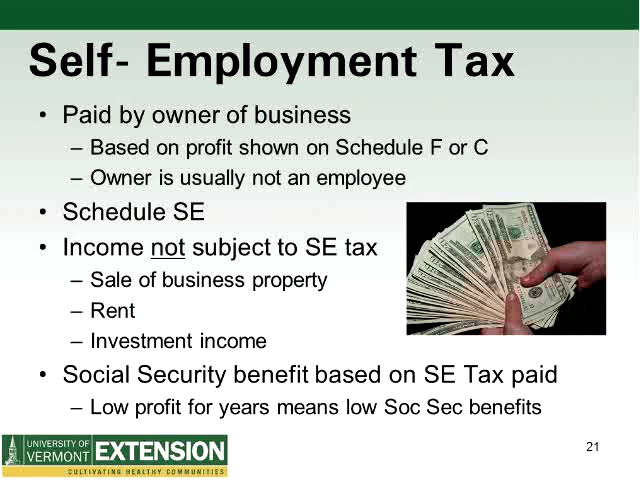 Self- Employment Tax
• Paid by owner of business
– Based on profit shown on Schedule F or C
– Owner is usually not an employee
• Schedule SE
• Income not subject to SE tax
– Sale of business property
– Rent
– Investment income
• Social Security benefit based on SE Tax paid
– Low profit for years means low Soc Sec benefits
UNIVERSITY OF
VERMONT EXTENSION
CULTIVATING HEALTHY COMMUNITIES
21